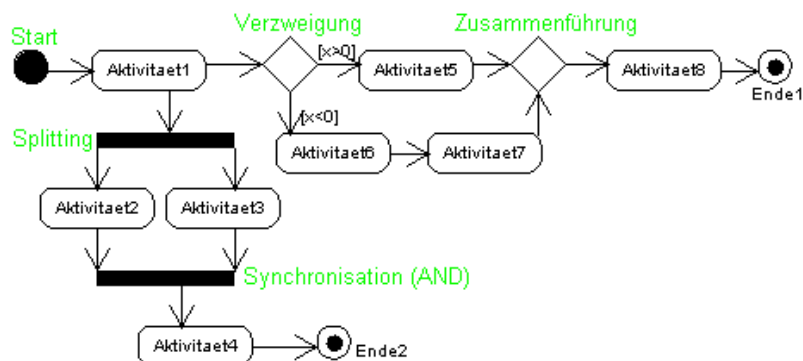 Verzweigung
Zusammenführung
Start
[x>0]
Aktivitaet1
Aktivitaet5
Aktivitaet8
Ende1
[x<0]
Splitting
Aktivitaet6
Aktivitaet7
Aktivitaet2
Aktivitaet3
Synchronisation (AND)
Aktivitaet4
Ende2